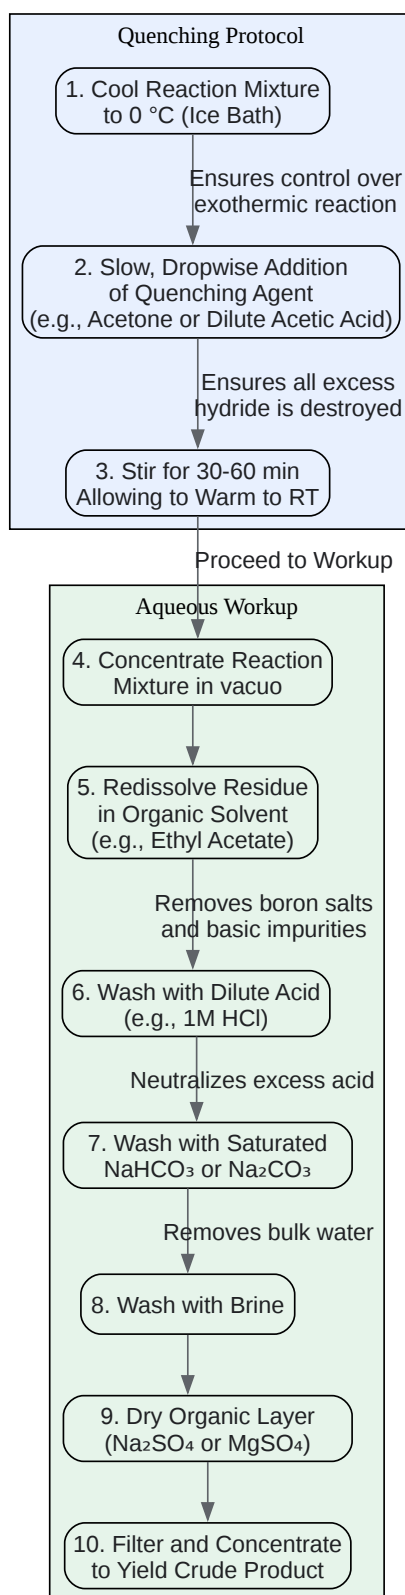 Quenching Protocol
1. Cool Reaction Mixture
to 0 °C (Ice Bath)
Ensures control over
exothermic reaction
2. Slow, Dropwise Addition
of Quenching Agent
(e.g., Acetone or Dilute Acetic Acid)
Ensures all excess
hydride is destroyed
3. Stir for 30-60 min
Allowing to Warm to RT
Proceed to Workup
Aqueous Workup
4. Concentrate Reaction
Mixture in vacuo
5. Redissolve Residue
in Organic Solvent
(e.g., Ethyl Acetate)
Removes boron salts
and basic impurities
6. Wash with Dilute Acid
(e.g., 1M HCl)
Neutralizes excess acid
7. Wash with Saturated
NaHCO₃ or Na₂CO₃
Removes bulk water
8. Wash with Brine
9. Dry Organic Layer
(Na₂SO₄ or MgSO₄)
10. Filter and Concentrate
to Yield Crude Product